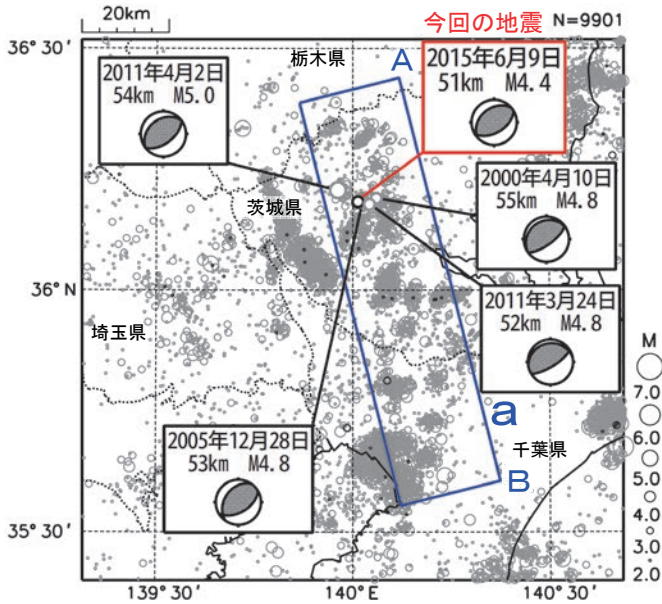 20km
今回の地震 N=9901
36°30′
栃木県
A
2011年4月2日
54km M5.0
2015年6月9日
51km M4.4
2000年4月10日
55km M4.8
茨城県
36°N
2011年3月24日
52km M4.8
埼玉県
M
7.0
6.0
5.0
4.0
3.0
2.0
a
千葉県
2005年12月28日
53km M4.8
B
35°30′
139°30′
140°E
140°30′